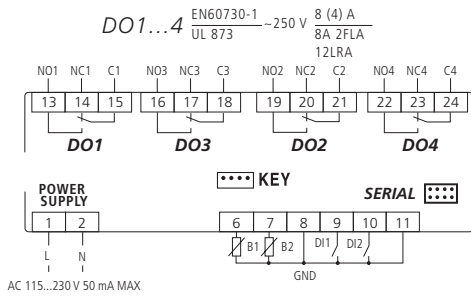 DO1...4 EN60730-1 ~250 V 8 (4) A
UL 873 8A 2FLA
12LRA
NO1 NC1 C1 NO3 NC3 C3 NO2 NC2 C2 NO4 NC4 C4
13 14 15 16 17 18 19 20 21 22 23 24
DO1 DO3 DO2 DO4
KEY
POWER
SUPPLY
SERIAL
1 2 6 7 8 9 10 11
L N B1 B2 DI1 DI2
GND
AC 115...230 V 50 mA MAX